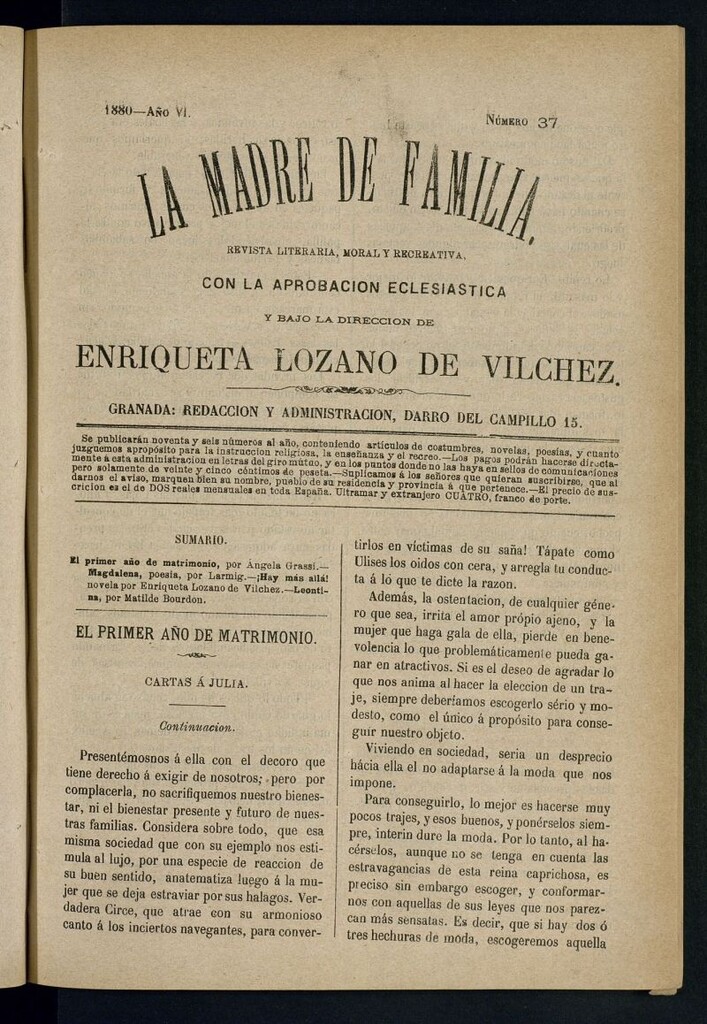 1880—Año VI.
Número 37
LA MADRE DE FAMILIA.
REVISTA LITERARIA, MORAL Y RECREATIVA,
CON LA APROBACION ECLESIASTICA
Y BAJO LA DIRECCION DE
ENRIQUETA LOZANO DE VILCHEZ.
GRANADA: REDACCION Y ADMINISTRACION, DARRO DEL CAMPILLO 15.
Se publicarán noventa y seis números al año, conteniendo artículos de costumbres, novelas, poesías, y cuanto
juzguemos apropósito para la instruccion religiosa, la enseñanza y el recreo.—Los pagos podrán hacerse directa-
mente á esta administracion en letras del giro mútuo, y en los puntos donde no las haya en sellos de comunicaciones
pero solamente de veinte y cinco céntimos de peseta.—Suplicamos á los señores que quieran suscribirse, que al
darnos el aviso, marquen bien su nombre, pueblo de su residencia y provincia á que pertenece.—El precio de sus-
cricion es el de DOS reales mensuales en toda España. Ultramar y extranjero CUATRO, franco de porte.
SUMARIO.
El primer año de matrimonio, por Ángela Grassi.—
Magdalena, poesia, por Larmig.—¡Hay más allá!
novela por Enriqueta Lozano de Vilchez.—Leonti-
na, por Matilde Bourdon.
EL PRIMER AÑO DE MATRIMONIO.
CARTAS Á JULIA.
Continuacion.
Presentémosnos á ella con el decoro que
tiene derecho á exigir de nosotros; pero por
complacerla, no sacrifiquemos nuestro bienes-
tar, ni el bienestar presente y futuro de nues-
tras familias. Considera sobre todo, que esa
misma sociedad que con su ejemplo nos esti-
mula al lujo, por una especie de reaccion de
su buen sentido, anatematiza luego á la mu-
jer que se deja estraviar por sus halagos. Ver-
dadera Circe, que atrae con su armonioso
canto á los inciertos navegantes, para conver-
tirlos en víctimas de su saña! Tápate como
Ulises los oidos con cera, y arregla tu conduc-
ta á lo que te dicte la razon.
Además, la ostentacion, de cualquier géne-
ro que sea, irrita el amor própio ajeno, y la
mujer que haga gala de ella, pierde en bene-
volencia lo que problemáticamente pueda ga-
nar en atractivos. Si es el deseo de agradar lo
que nos anima al hacer la eleccion de un tra-
je, siempre deberíamos escogerlo sério y mo-
desto, como el único á propósito para conse-
guir nuestro objeto.
Viviendo en sociedad, seria un desprecio
hácia ella el no adaptarse á la moda que nos
impone.
Para conseguirlo, lo mejor es hacerse muy
pocos trajes, y esos buenos, y ponérselos siem-
pre, interin dure la moda. Por lo tanto, al ha-
cérselos, aunque no se tenga en cuenta las
estravagancias de esta reina caprichosa, es
preciso sin embargo escoger, y conformar-
nos con aquellas de sus leyes que nos parez-
can más sensatas. Es decir, que si hay dos ó
tres hechuras de moda, escogeremos aquella